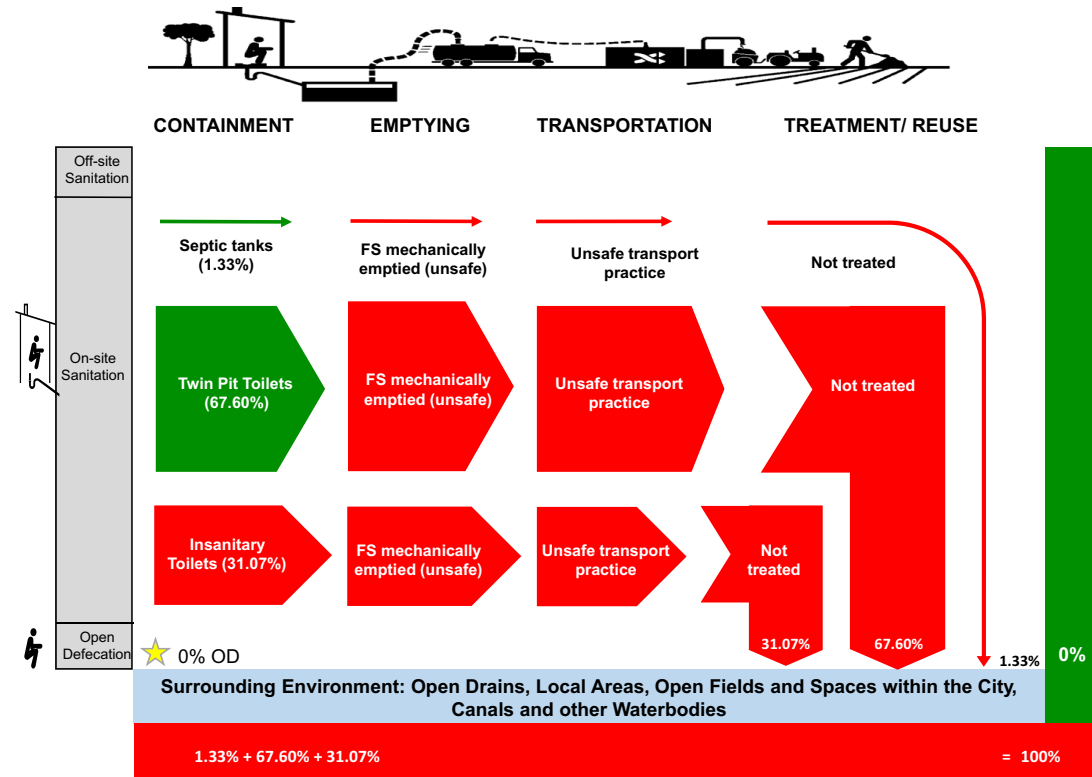 CONTAINMENT
EMPTYING
TRANSPORTATION
TREATMENT/ REUSE
Off-site
Sanitation
Septic tanks
(1.33%)
FS mechanically
emptied (unsafe)
Unsafe transport
practice
Not treated
On-site
Sanitation
Twin Pit Toilets
(67.60%)
FS mechanically
emptied (unsafe)
Unsafe transport
practice
Not treated
Insanitary
Toilets (31.07%)
FS mechanically
emptied (unsafe)
Unsafe transport
practice
Not
treated
Open
Defecation
0% OD
31.07%
67.60%
1.33%
0%
Surrounding Environment: Open Drains, Local Areas, Open Fields and Spaces within the City,
Canals and other Waterbodies
1.33% + 67.60% + 31.07%
= 100%